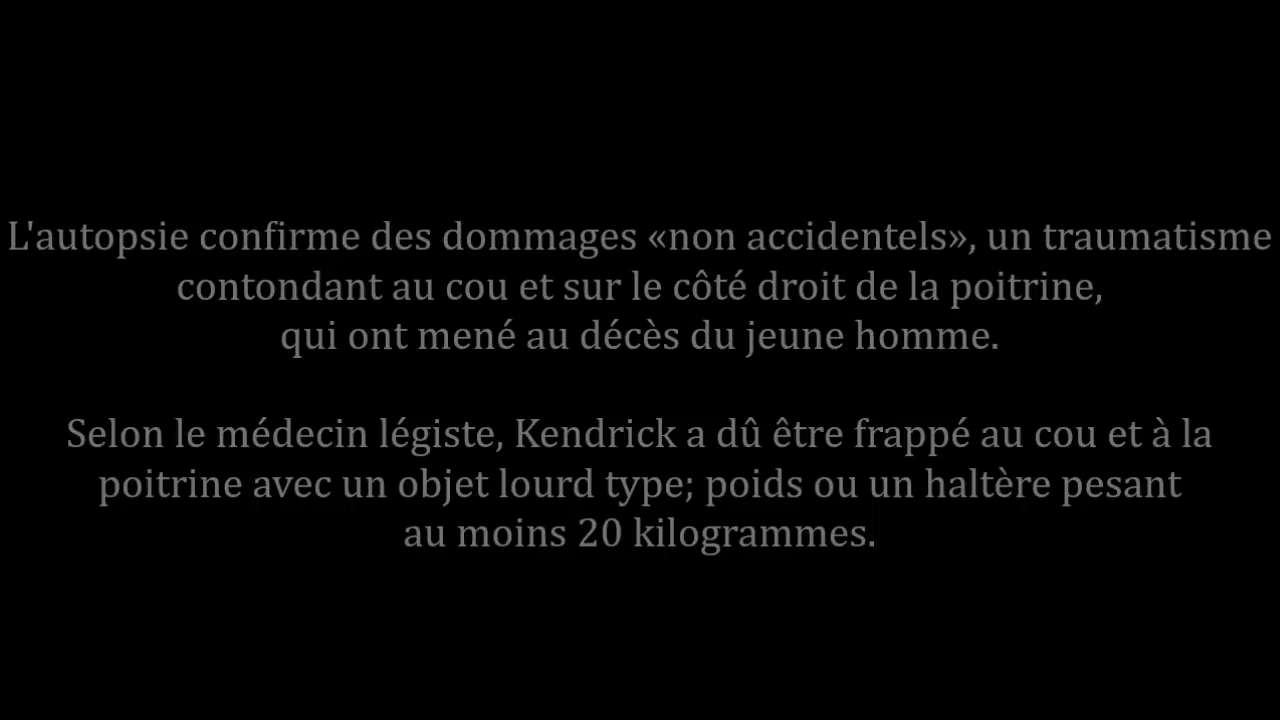 L'autopsie confirme des dommages «non accidentels», un traumatisme
contondant au cou et sur le côté droit de la poitrine,
qui ont mené au décès du jeune homme.
Selon le médecin légiste, Kendrick a dû être frappé au cou et à la
poitrine avec un objet lourd type; poids ou un haltère pesant
au moins 20 kilogrammes.